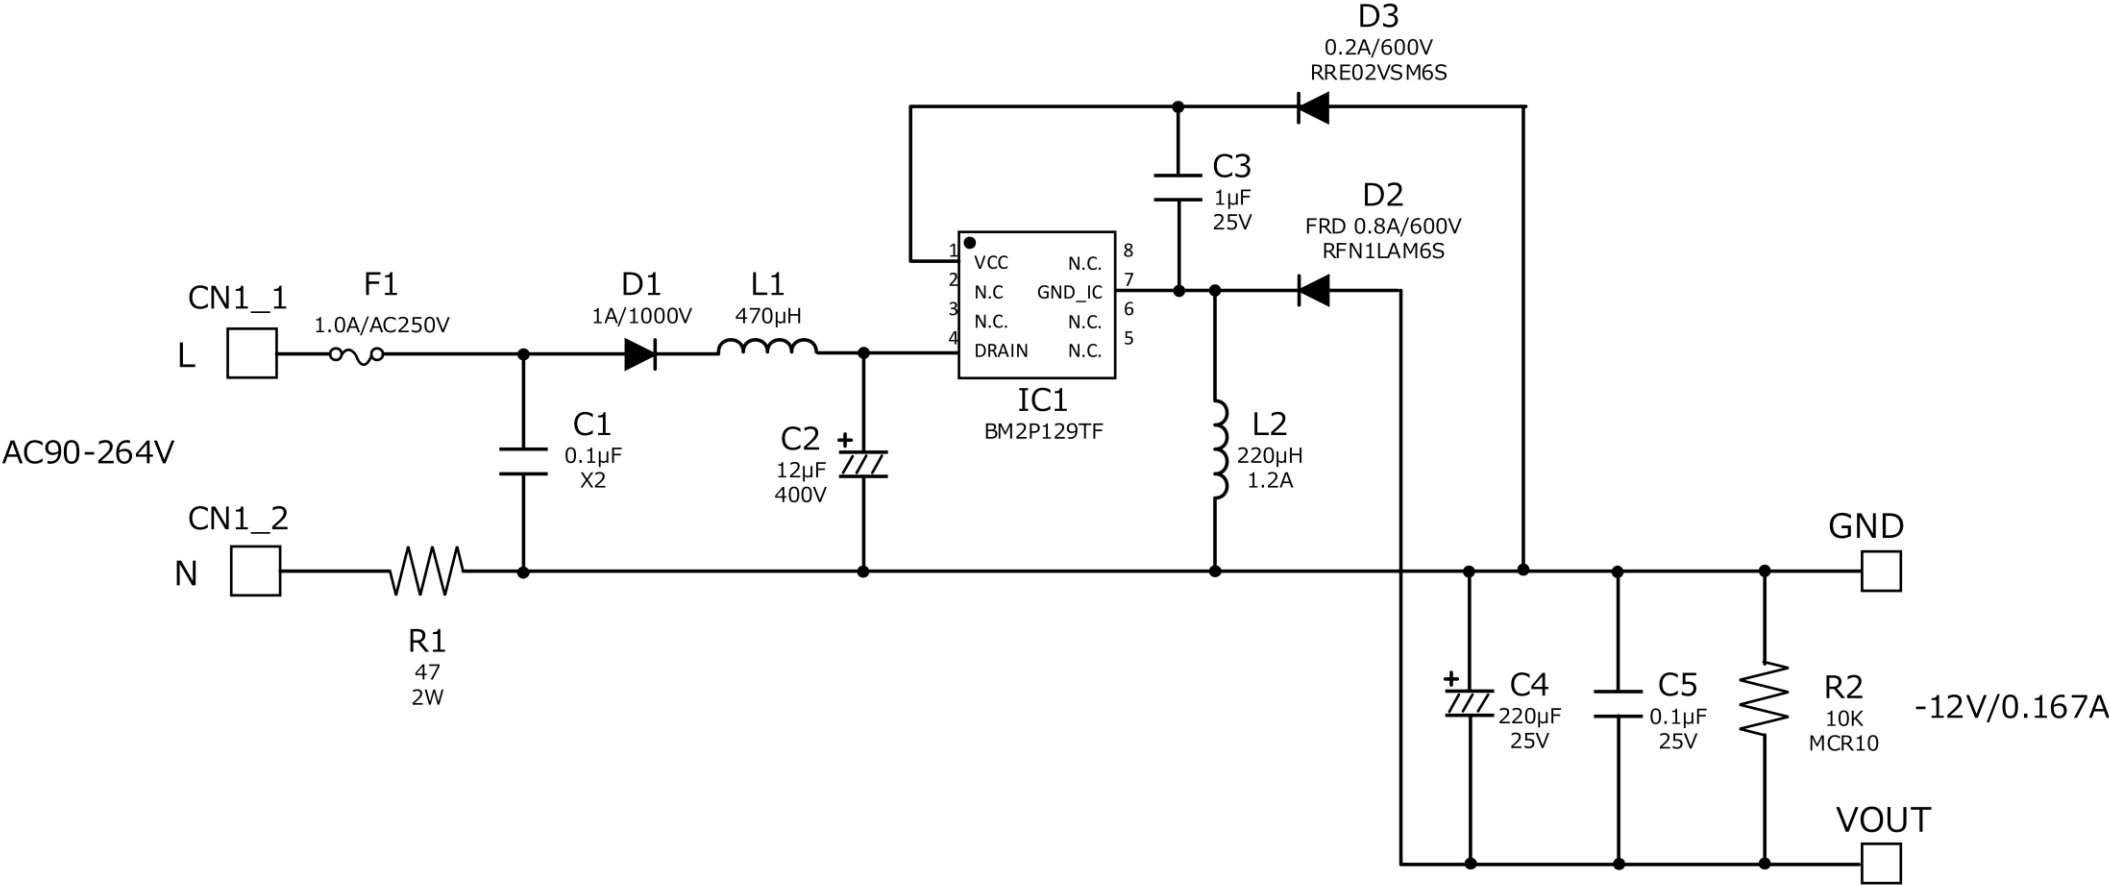 D3
0.2A/600V
RRE02VSM6S
C3
1µF
25V
D2
FRD 0.8A/600V
RFN1LAM6S
1
VCC
N.C.
8
2
N.C
GND_IC
7
3
N.C.
N.C.
6
4
DRAIN
N.C.
5
IC1
BM2P129TF
CN1_1
L
F1
1.0A/AC250V
D1
1A/1000V
L1
470µH
AC90-264V
C1
0.1µF
X2
C2
+
12µF
400V
L2
220µH
1.2A
CN1_2
N
R1
47
2W
GND
+
C4
220µF
25V
C5
0.1µF
25V
R2
10K
MCR10
-12V/0.167A
VOUT